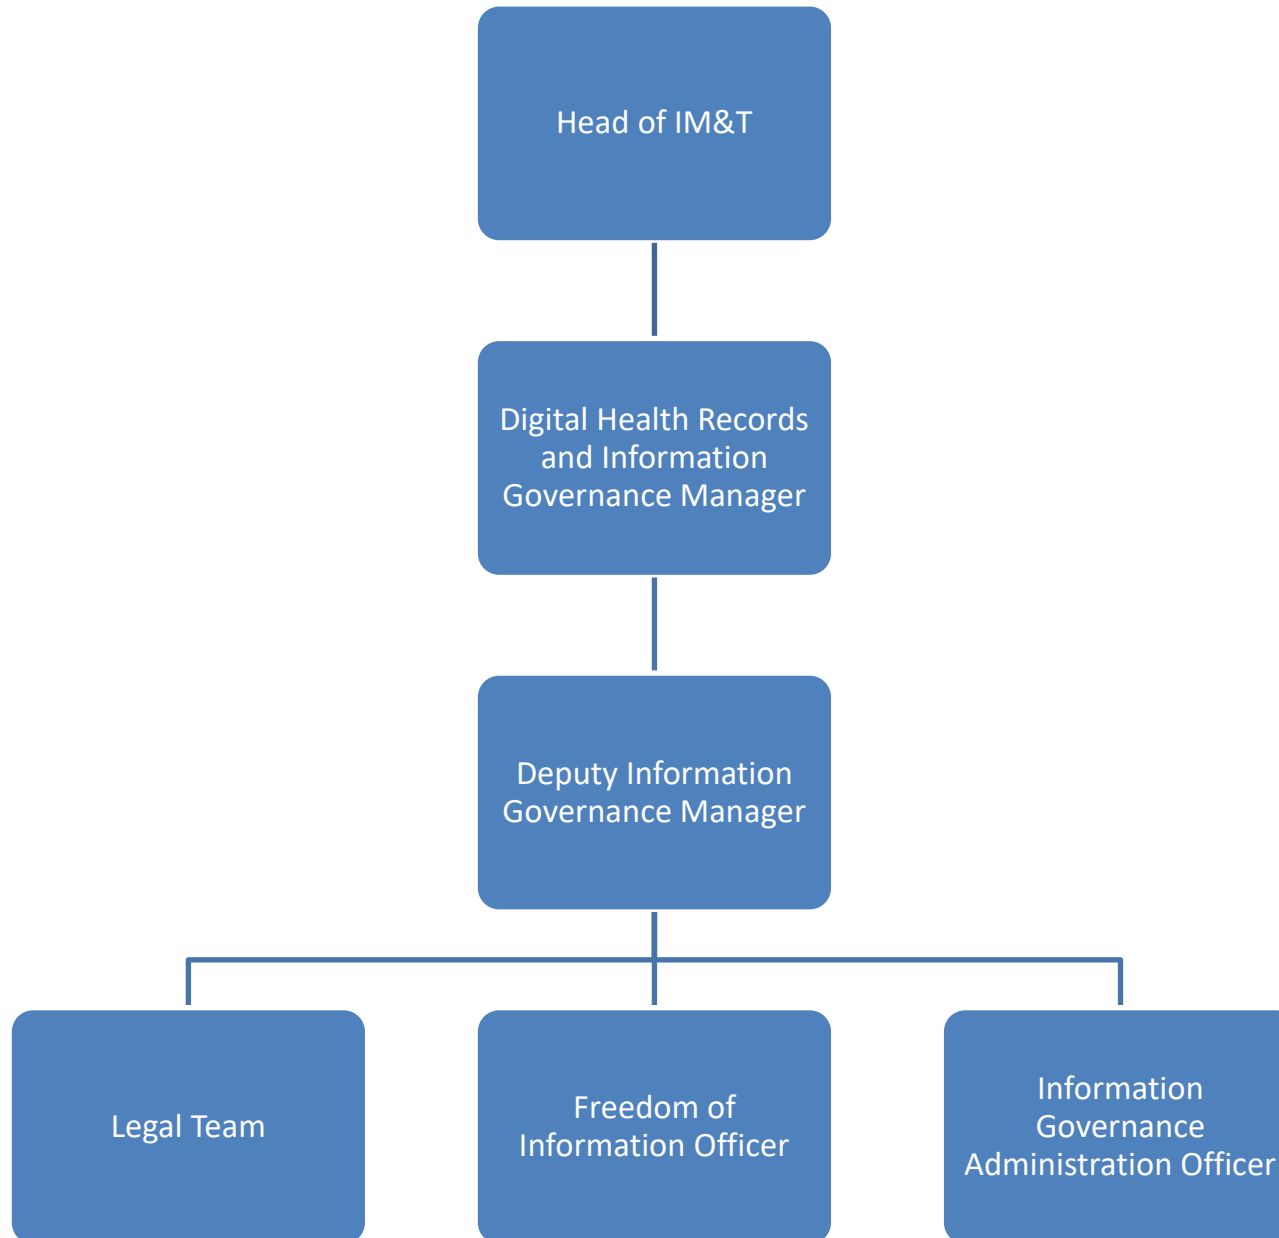 Head of IM&T
Digital Health Records
and Information
Governance Manager
Deputy Information
Governance Manager
Legal Team
Freedom of
Information Officer
Information
Governance
Administration Officer